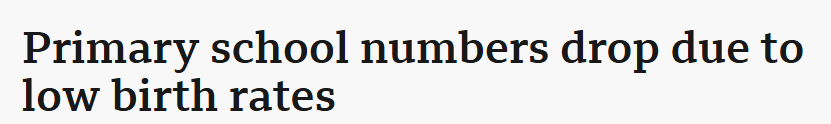 Primary school numbers drop due to
low birth rates